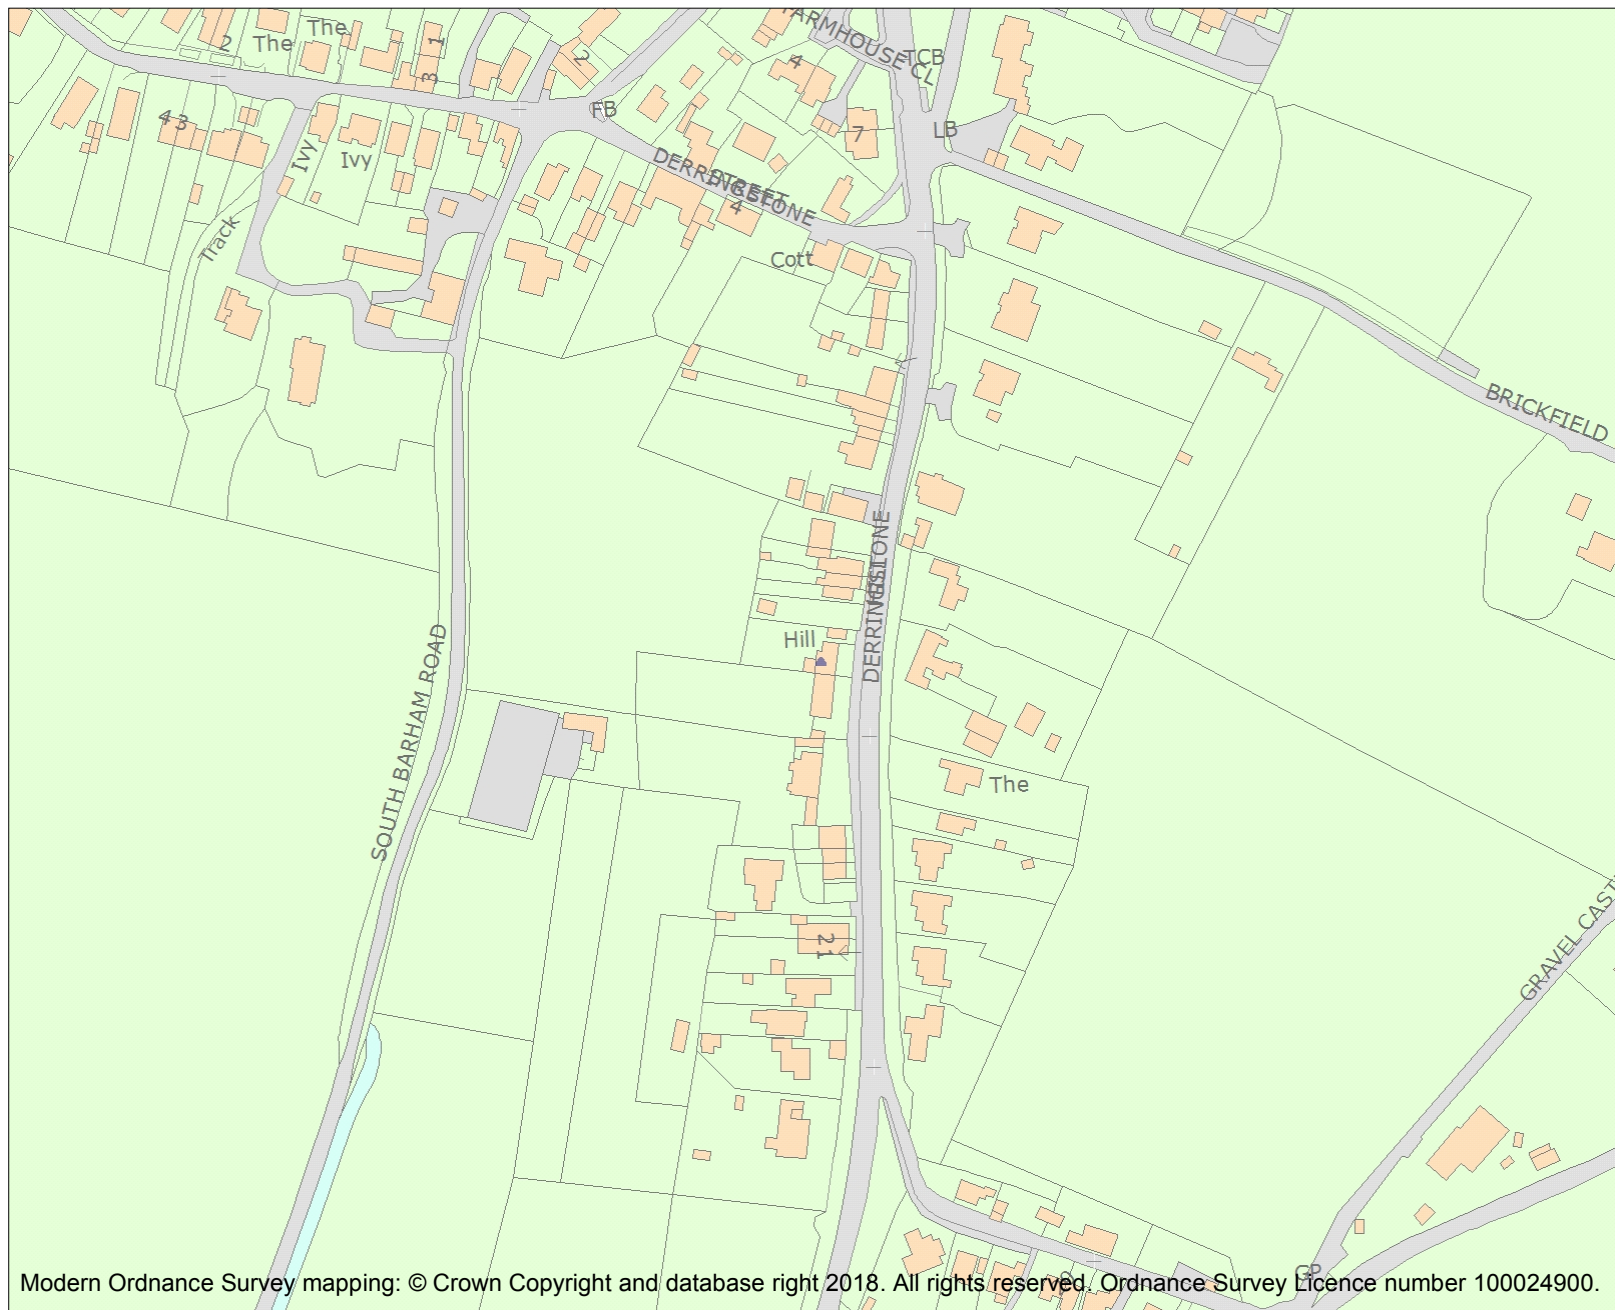 The
The
2
1
3
2
4 3
Ivy
Ivy
Track
FB
FARMHOUSE CL
TCB
4
7
LB
DERRINGSTONE
STREET
4
Cott
BRICKFIELD
DERRINGSTONE
HILL
Hill
SOUTH BARHAM ROAD
The
21
GRAVEL CAST
GP
Modern Ordnance Survey mapping: © Crown Copyright and database right 2018. All rights reserved. Ordnance Survey Licence number 100024900.